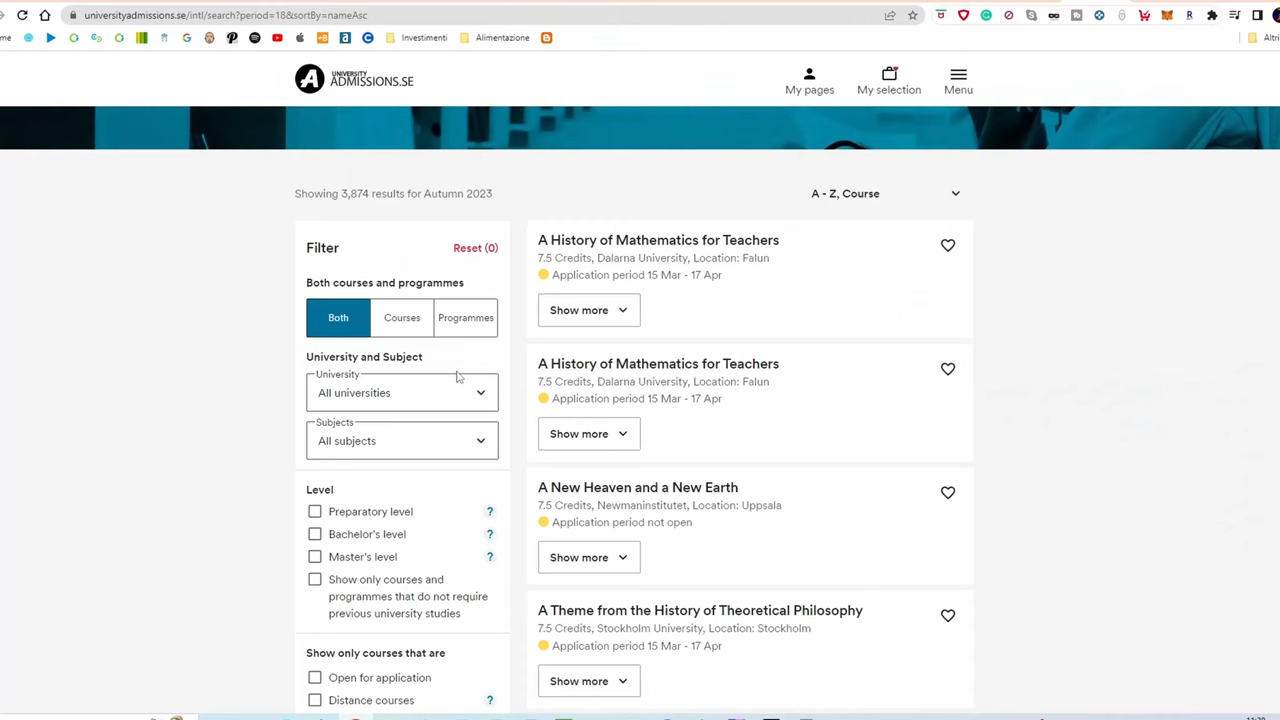 universityadmissions.se/intl/search?period=18&sortBy=nameAsc
Investimenti
Alimentazione
Altri
UNIVERSITY
ADMISSIONS.SE
My pages
My selection
Menu
Showing 3,874 results for Autumn 2023
A - Z, Course
Filter
Reset (0)
Both courses and programmes
Both
Courses
Programmes
University and Subject
University
All universities
Subjects
All subjects
Level
Preparatory level
?
Bachelor's level
?
Master's level
?
Show only courses and
programmes that do not require
previous university studies
Show only courses that are
Open for application
Distance courses
?
A History of Mathematics for Teachers
7.5 Credits, Dalarna University, Location: Falun
Application period 15 Mar - 17 Apr
Show more
A History of Mathematics for Teachers
7.5 Credits, Dalarna University, Location: Falun
Application period 15 Mar - 17 Apr
Show more
A New Heaven and a New Earth
7.5 Credits, Newmaninstitutet, Location: Uppsala
Application period not open
Show more
A Theme from the History of Theoretical Philosophy
7.5 Credits, Stockholm University, Location: Stockholm
Application period 15 Mar - 17 Apr
Show more